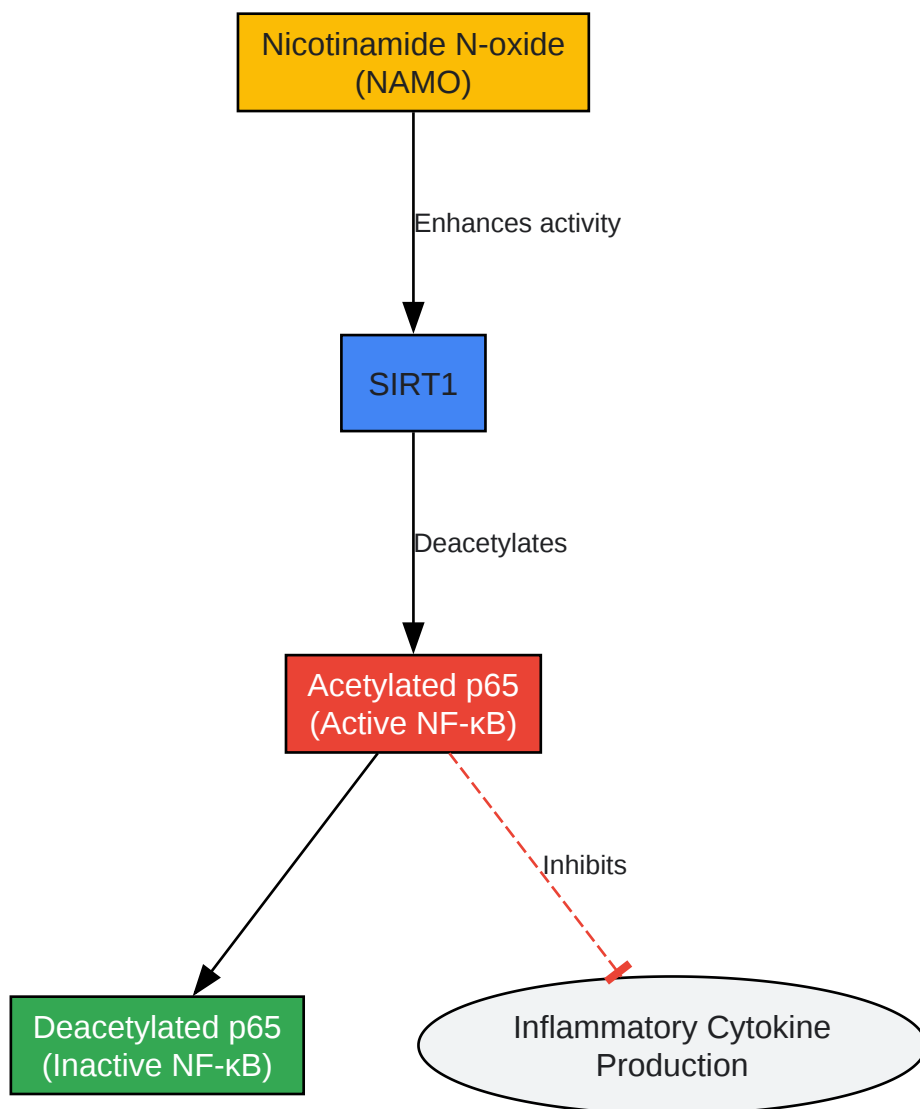 Nicotinamide N-oxide
(NAMO)
Enhances activity
SIRT1
Deacetylates
Acetylated p65
(Active NF-κB)
Inhibits
Deacetylated p65
(Inactive NF-κB)
Inflammatory Cytokine
Production